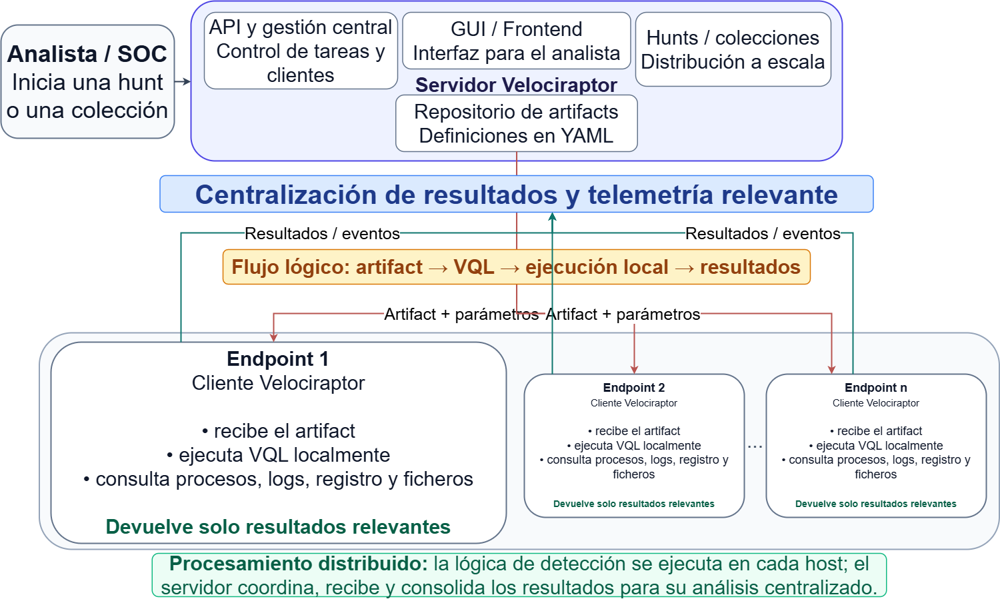 Analista / SOC
Inicia una hunt
o una colección
API y gestión central
Control de tareas y
clientes
GUI / Frontend
Interfaz para el analista
Hunts / colecciones
Distribución a escala
Servidor Velociraptor
Repositorio de artifacts
Definiciones en YAML
Centralización de resultados y telemetría relevante
Resultados / eventos
Resultados / eventos
Flujo lógico: artifact → VQL → ejecución local → resultados
Artifact + parámetros
Artifact + parámetros
Endpoint 1
Cliente Velociraptor
• recibe el artifact
• ejecuta VQL localmente
• consulta procesos, logs, registro y ficheros
Devuelve solo resultados relevantes
Endpoint 2
Cliente Velociraptor
• recibe el artifact
• ejecuta VQL localmente
• consulta procesos, logs, registro y
ficheros
Devuelve solo resultados relevantes
...
Endpoint n
Cliente Velociraptor
• recibe el artifact
• ejecuta VQL localmente
• consulta procesos, logs, registro y
ficheros
Devuelve solo resultados relevantes
Procesamiento distribuido: la lógica de detección se ejecuta en cada host; el
servidor coordina, recibe y consolida los resultados para su análisis centralizado.